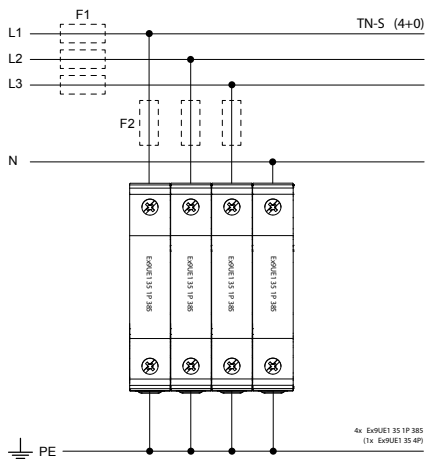 F1
TN-S (4+0)
L1
L2
L3
F2
N
Ex9UE1 35 1P 385
Ex9UE1 35 1P 385
Ex9UE1 35 1P 385
Ex9UE1 35 1P 385
4x Ex9UE1 35 1P 385
(1x Ex9UE1 35 4P)
PE